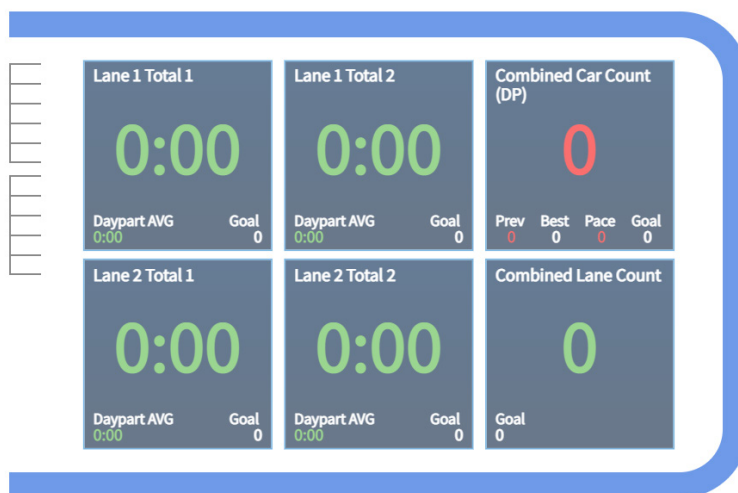 Lane 1 Total 1
0:00
Daypart AVG Goal
0:00 0
Lane 1 Total 2
0:00
Daypart AVG Goal
0:00 0
Combined Car Count
(DP)
0
Prev Best Pace Goal
0 0 0 0
Lane 2 Total 1
0:00
Daypart AVG Goal
0:00 0
Lane 2 Total 2
0:00
Daypart AVG Goal
0:00 0
Combined Lane Count
0
Goal
0